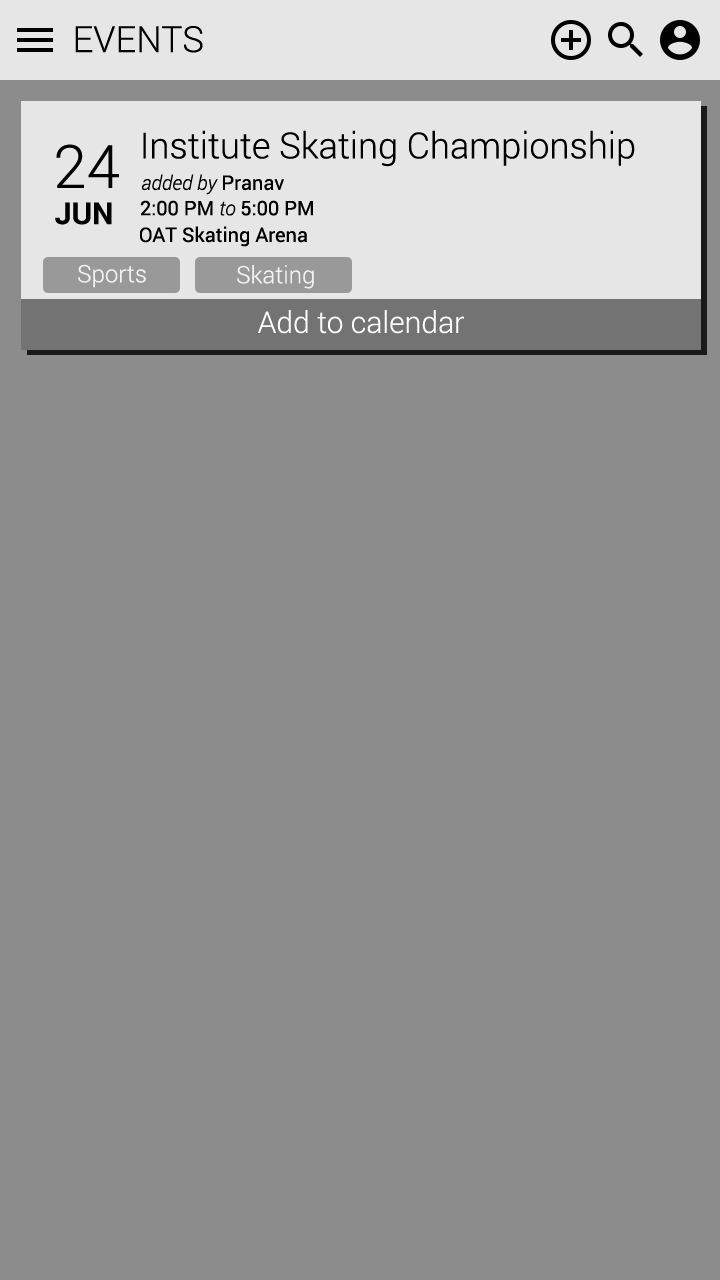 EVENTS
Institute Skating Championship
24
JUN
added by Pranav
2:00 PM to 5:00 PM
OAT Skating Arena
Sports
Skating
Add to calendar